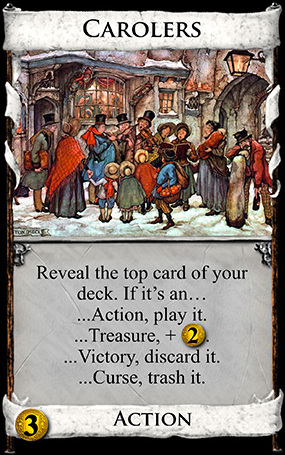 CAROLERS
Reveal the top card of your
deck. If it's an…
...Action, play it.
...Treasure, + 2 .
...Victory, discard it.
...Curse, trash it.
3 ACTION